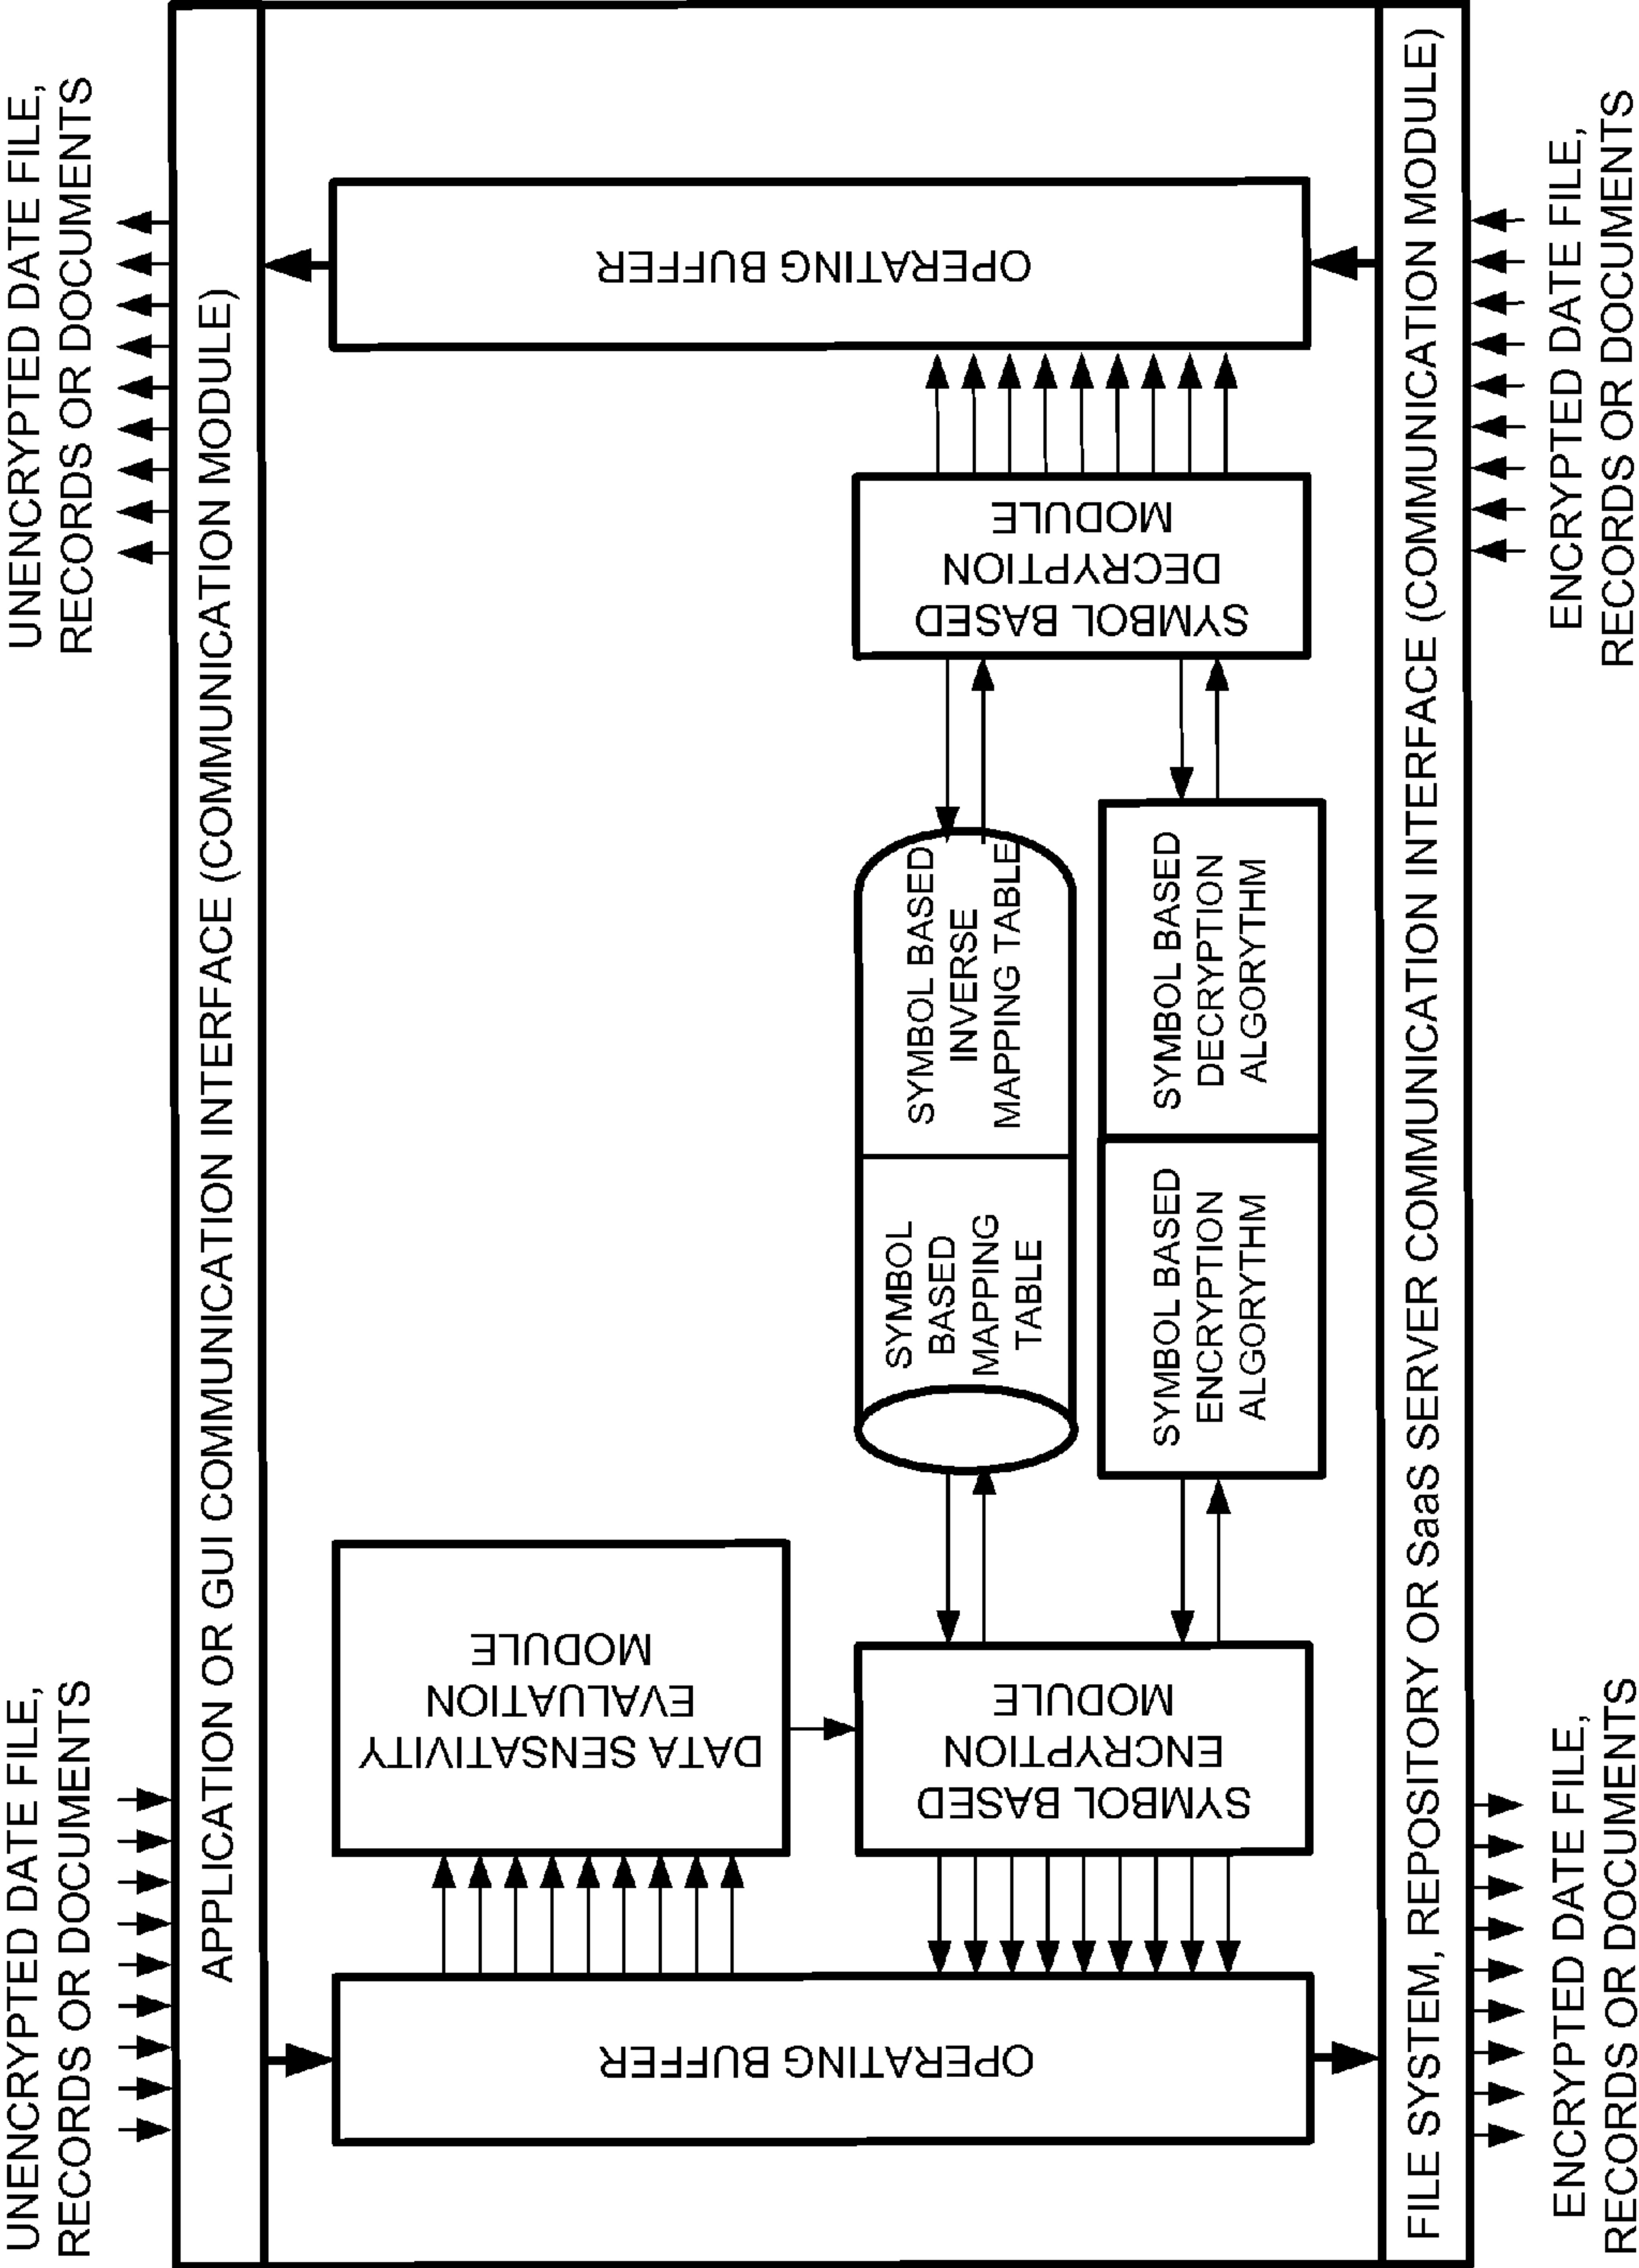 UNENCRYPTED DATE FILE,
RECORDS OR DOCUMENTS
UNENCRYPTED DATE FILE,
RECORDS OR DOCUMENTS
APPLICATION OR GUI COMMUNICATION INTERFACE (COMMUNICATION MODULE)
OPERATING BUFFER
DATA SENSATIVITY
EVALUATION
MODULE
SYMBOL BASED
ENCRYPTION
MODULE
SYMBOL
BASED
MAPPING
TABLE
SYMBOL BASED
INVERSE
MAPPING TABLE
SYMBOL BASED
ENCRYPTION
ALGORYTHM
SYMBOL BASED
DECRYPTION
ALGORYTHM
SYMBOL BASED
DECRYPTION
MODULE
OPERATING BUFFER
FILE SYSTEM, REPOSITORY OR SaaS SERVER COMMUNICATION INTERFACE (COMMUNICATION MODULE)
ENCRYPTED DATE FILE,
RECORDS OR DOCUMENTS
ENCRYPTED DATE FILE,
RECORDS OR DOCUMENTS